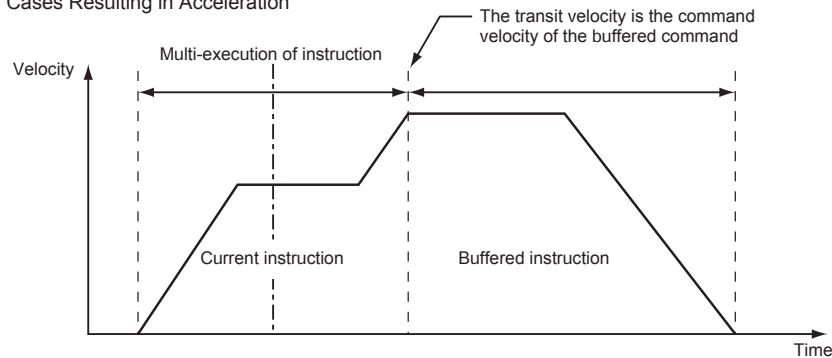 Cases Resulting in Acceleration
The transit velocity is the command
velocity of the buffered command
Multi-execution of instruction
Velocity
Current instruction
Buffered instruction
Time